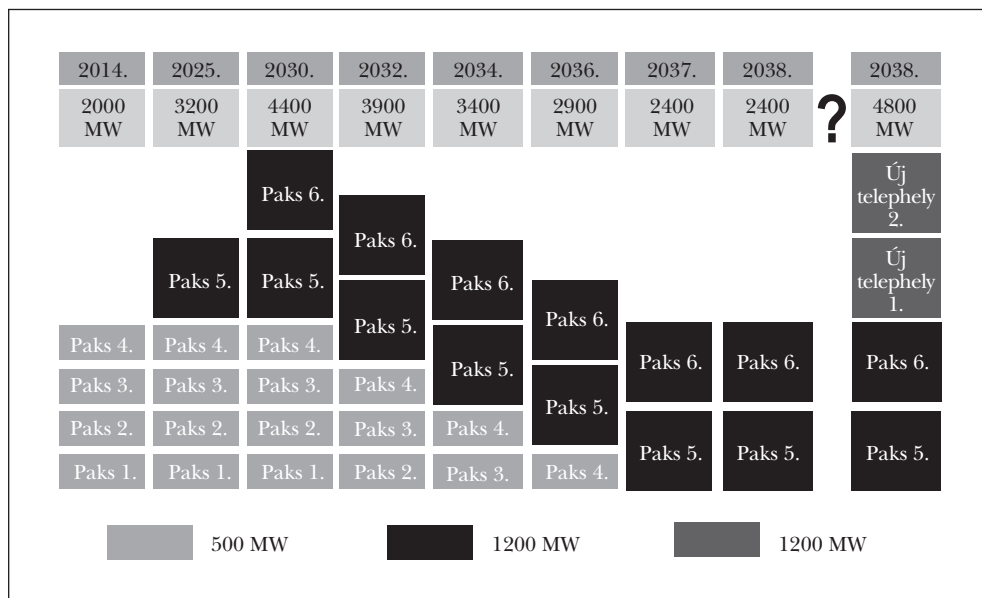 2014. 2025. 2030. 2032. 2034. 2036. 2037. 2038. 2038.
2000 3200 4400 3900 3400 2900 2400 2400 ? 4800
MW MW MW MW MW MW MW MW MW
Új
telephely
2.
Paks 6.
Paks 6.
Új
telephely
1.
Paks 5. Paks 5. Paks 6.
Paks 6.
Paks 5.
Paks 4. Paks 4. Paks 4. Paks 5. Paks 6. Paks 6. Paks 6.
Paks 3. Paks 3. Paks 3. Paks 4.
Paks 5.
Paks 2. Paks 2. Paks 2. Paks 3. Paks 4.
Paks 5. Paks 5. Paks 5.
Paks 1. Paks 1. Paks 1. Paks 2. Paks 3. Paks 4.
500 MW 1200 MW 1200 MW